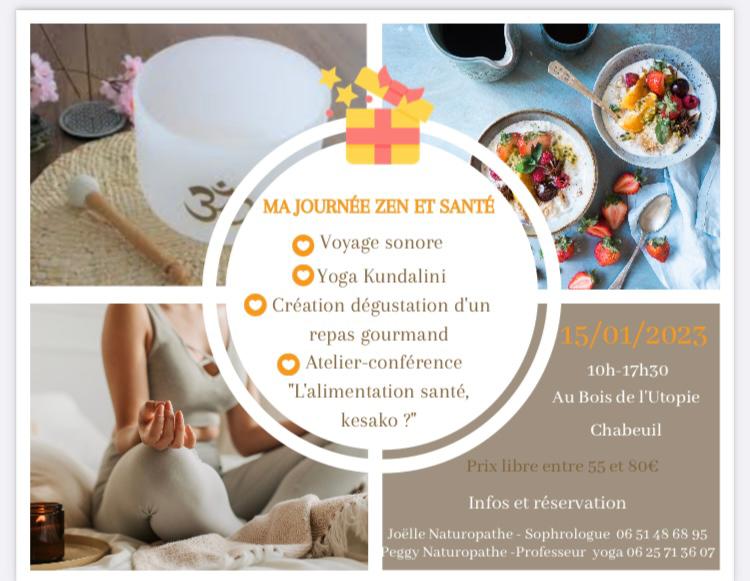 MA JOURNÉE ZEN ET SANTÉ
Voyage sonore
Yoga Kundalini
Création dégustation d'un
repas gourmand
Atelier-conférence
"L'alimentation santé,
kesako ?"
15/01/2023
10h-17h30
Au Bois de l'Utopie
Chabeuil
Prix libre entre 55 et 80€
Infos et réservation
Joëlle Naturopathe - Sophrologue 06 51 48 68 95
Peggy Naturopathe -Professeur yoga 06 25 71 36 07
ॐ